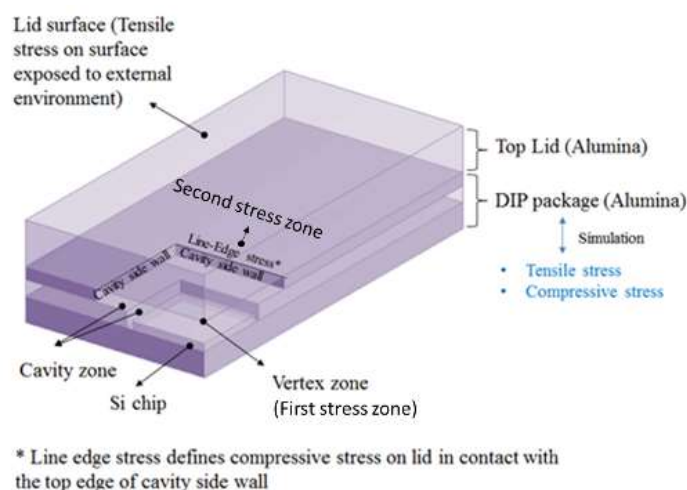 Lid surface (Tensile
stress on surface
exposed to external
environment)
Top Lid (Alumina)
DIP package (Alumina)
Second stress zone
Line-Edge stress*
Cavity side wall
Cavity side wall
Simulation
• Tensile stress
• Compressive stress
Cavity zone
Si chip
Vertex zone
(First stress zone)
* Line edge stress defines compressive stress on lid in contact with
the top edge of cavity side wall